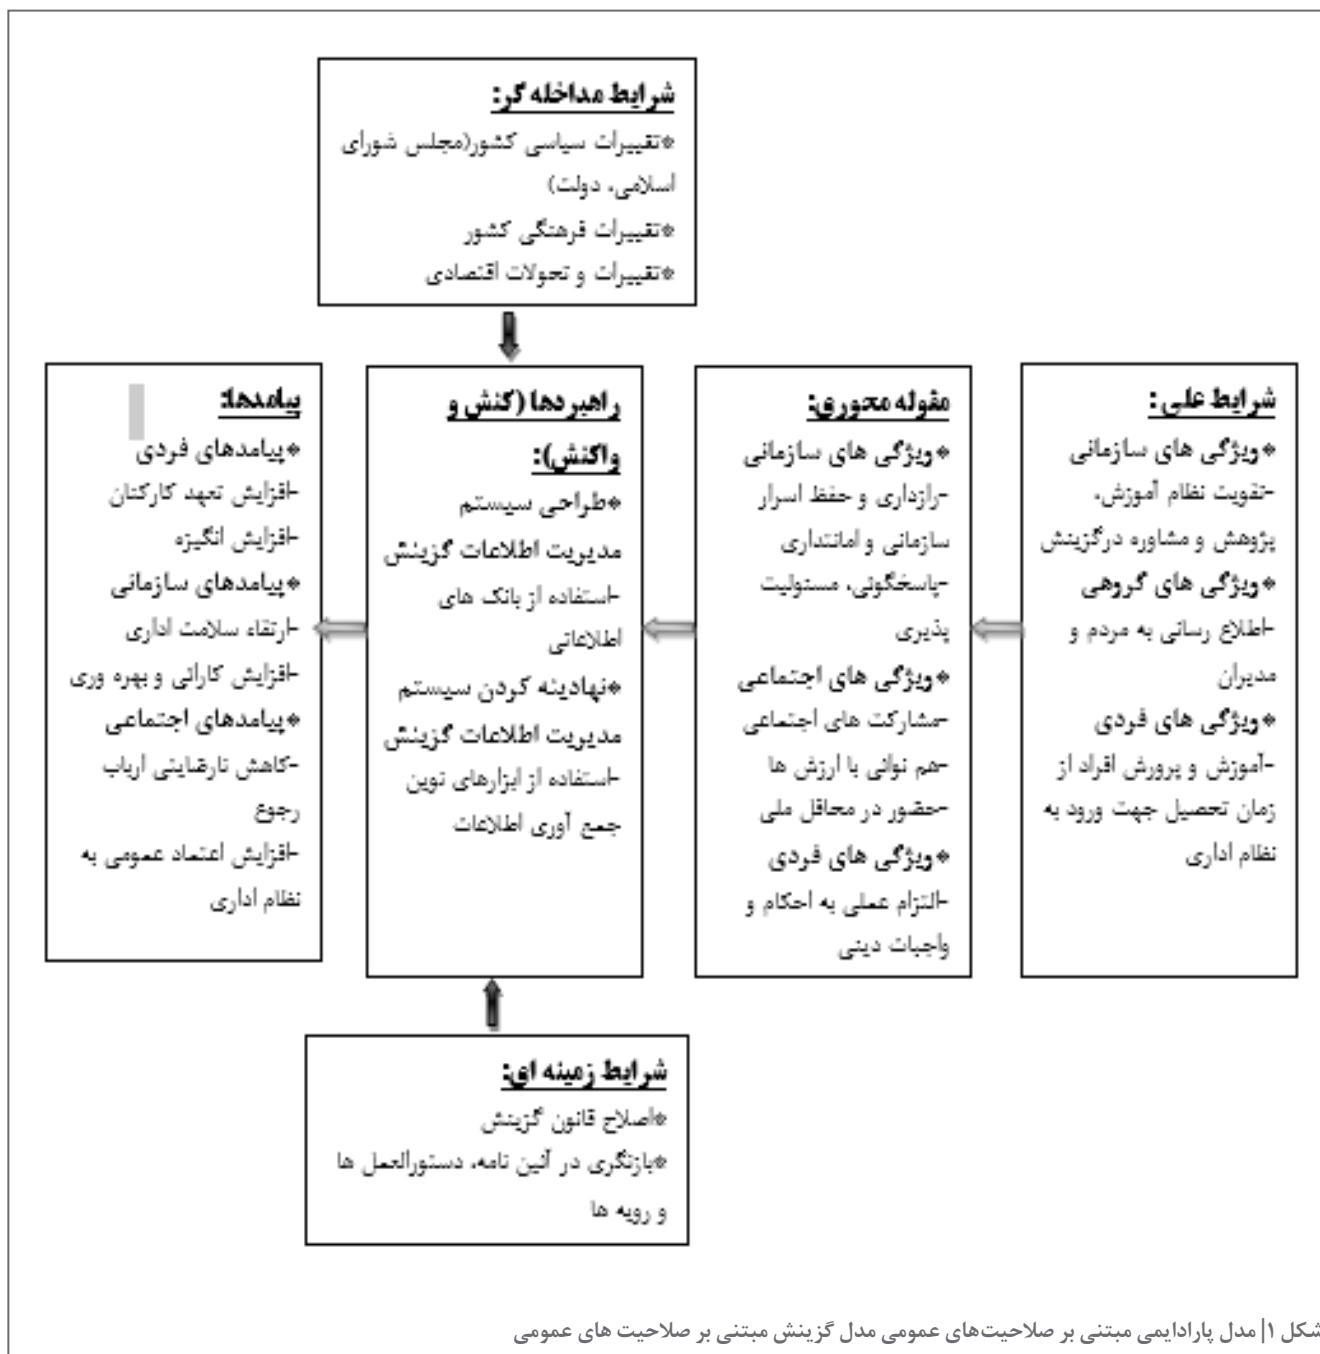 شرایط مداخله گر:
*تغییرات سیاسی کشور(مجلس شورای
اسلامی، دولت)
*تغییرات فرهنگی کشور
*تغییرات و تحولات اقتصادی
شرایط علی:
*ویژگی های سازمانی
-تقویت نظام آموزش،
پژوهش و مشاوره درگزینش
*ویژگی های گروهی
-اطلاع رسانی به مردم و
مدیران
*ویژگی های فردی
-آموزش و پرورش افراد از
زمان تحصیل جهت ورود به
نظام اداری
مقوله محوری:
*ویژگی های سازمانی
-رازداری و حفظ اسرار
سازمانی و امانتداری
-پاسخگوئی، مسئولیت
پذیری
*ویژگی های اجتماعی
-مشارکت های اجتماعی
-هم نوائی با ارزش ها
-حضور در محافل ملی
*ویژگی های فردی
-التزام عملی به احکام و
واجبات دینی
راهبردها (کنش و
واکنش):
*طراحی سیستم
مدیریت اطلاعات گزینش
-استفاده از بانک های
اطلاعاتی
*نهادینه کردن سیستم
مدیریت اطلاعات گزینش
-استفاده از ابزارهای نوین
جمع آوری اطلاعات
پیامدها:
*پیامدهای فردی
-افزایش تعهد کارکنان
-افزایش انگیزه
*پیامدهای سازمانی
-ارتقاء سلامت اداری
-افزایش کارائی و بهره وری
*پیامدهای اجتماعی
-کاهش نارضایتی ارباب
رجوع
-افزایش اعتماد عمومی به
نظام اداری
شرایط زمینه ای:
*اصلاح قانون گزینش
*بازنگری در آئین نامه، دستورالعمل ها
و رویه ها
شکل ۱| مدل پارادایمی مبتنی بر صلاحیت‌های عمومی مدل گزینش مبتنی بر صلاحیت های عمومی